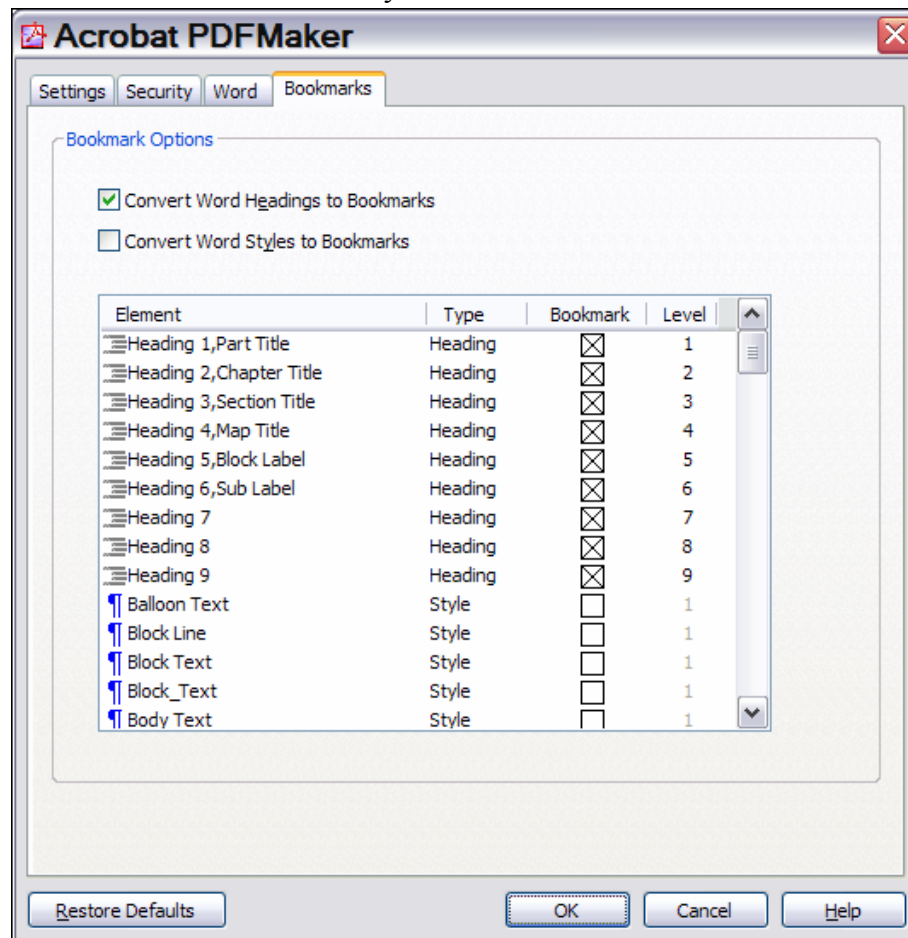 Acrobat PDFMaker
Settings Security Word Bookmarks
Bookmark Options
Convert Word Headings to Bookmarks
Convert Word Styles to Bookmarks
Element Type Bookmark Level
Heading 1,Part Title Heading 1
Heading 2,Chapter Title Heading 2
Heading 3,Section Title Heading 3
Heading 4,Map Title Heading 4
Heading 5,Block Label Heading 5
Heading 6,Sub Label Heading 6
Heading 7 Heading 7
Heading 8 Heading 8
Heading 9 Heading 9
¶ Balloon Text Style 1
¶ Block Line Style 1
¶ Block Text Style 1
¶ Block_Text Style 1
¶ Body Text Style 1
Restore Defaults OK Cancel Help